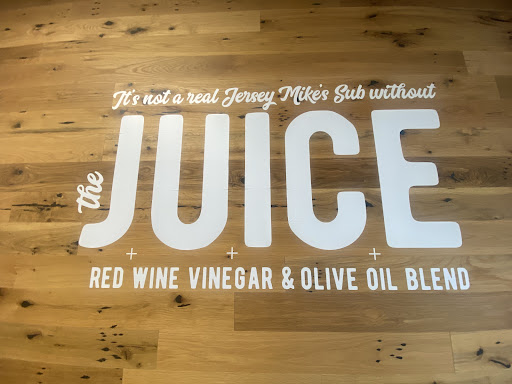 It's not a real Jersey Mike's Sub without
the
JUICE
+ + +
RED WINE VINEGAR & OLIVE OIL BLEND